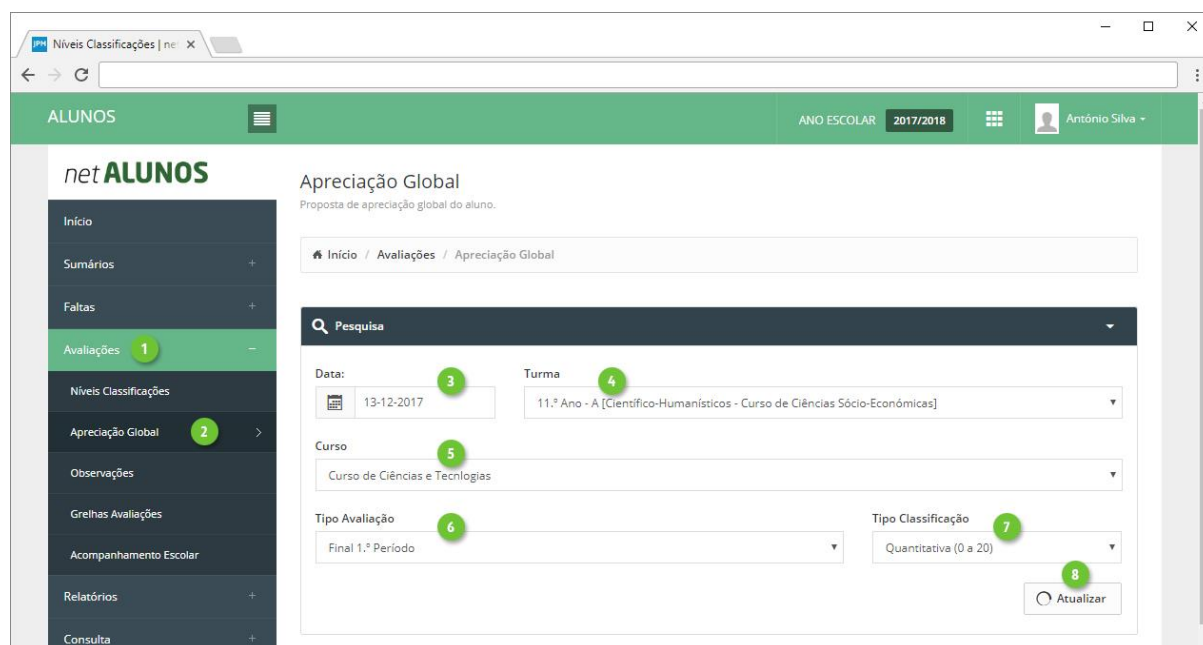 JPM Níveis Classificações | ne
ALUNOS
ANO ESCOLAR 2017/2018
António Silva
net ALUNOS
Início
Sumários
Faltas
Avaliações 1
Níveis Classificações
Apreciação Global 2
Observações
Grelhas Avaliações
Acompanhamento Escolar
Relatórios
Consulta
Apreciação Global
Proposta de apreciação global do aluno.
Início / Avaliações / Apreciação Global
Pesquisa
Data: 3
13-12-2017
Turma 4
11.º Ano - A [Científico-Humanísticos - Curso de Ciências Sócio-Económicas]
Curso 5
Curso de Ciências e Tecnlogias
Tipo Avaliação 6
Final 1.º Período
Tipo Classificação 7
Quantitativa (0 a 20)
8
Atualizar